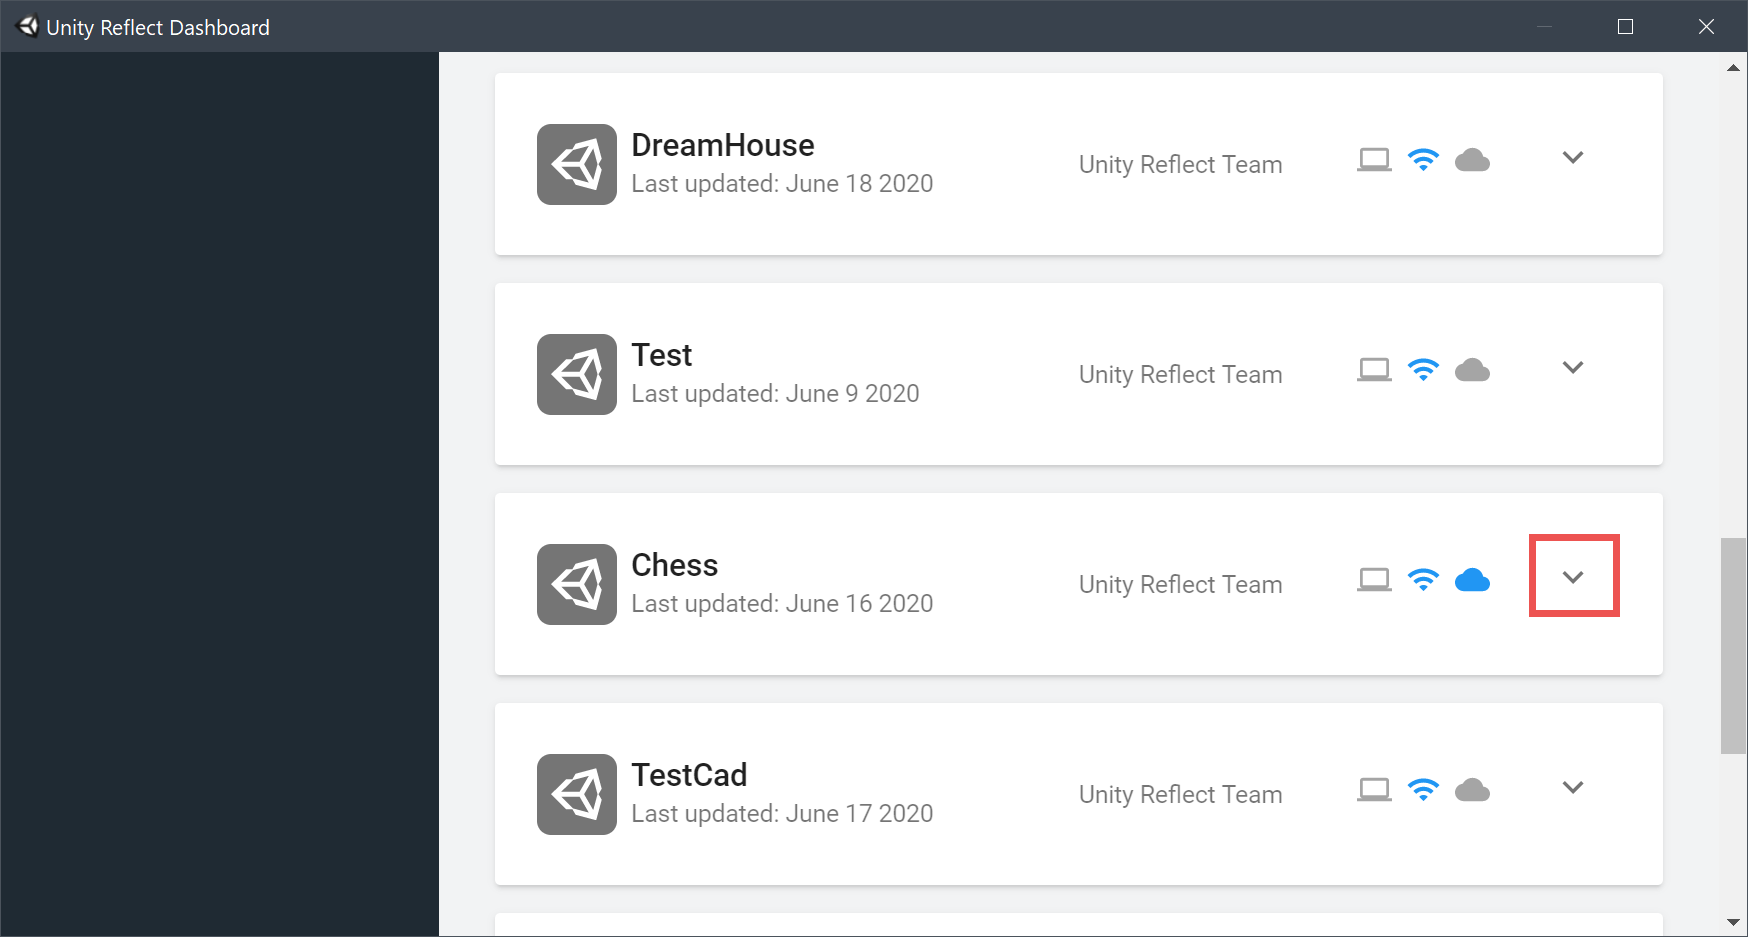 Unity Reflect Dashboard
DreamHouse
Last updated: June 18 2020
Unity Reflect Team
Test
Last updated: June 9 2020
Unity Reflect Team
Chess
Last updated: June 16 2020
Unity Reflect Team
TestCad
Last updated: June 17 2020
Unity Reflect Team